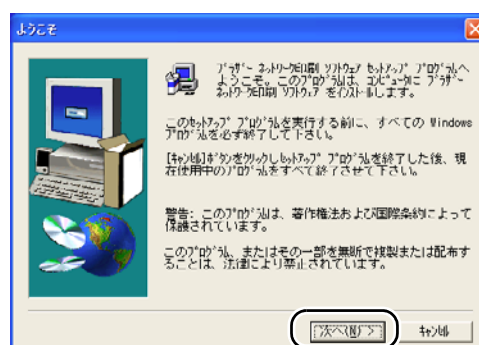 ようこそ
ﾌﾞﾗｻﾞｰ ﾈｯﾄﾜｰｸ印刷 ｿﾌﾄｳｪｱ ｾｯﾄｱｯﾌﾟ ﾌﾟﾛｸﾞﾗﾑへ
ようこそ。このﾌﾟﾛｸﾞﾗﾑは、ｺﾝﾋﾟｭｰﾀに ﾌﾞﾗｻﾞｰ
ﾈｯﾄﾜｰｸ印刷 ｿﾌﾄｳｪｱ をｲﾝｽﾄｰﾙします。
このｾｯﾄｱｯﾌﾟ ﾌﾟﾛｸﾞﾗﾑを実行する前に、すべての Windows
ﾌﾟﾛｸﾞﾗﾑを必ず終了して下さい。
[ｷｬﾝｾﾙ]ﾎﾞﾀﾝをｸﾘｯｸしｾｯﾄｱｯﾌﾟ ﾌﾟﾛｸﾞﾗﾑを終了した後、現
在使用中のﾌﾟﾛｸﾞﾗﾑをすべて終了させて下さい。
警告: このﾌﾟﾛｸﾞﾗﾑは、著作権法および国際条約によって
保護されています。
このﾌﾟﾛｸﾞﾗﾑ、またはその一部を無断で複製または配布す
ることは、法律により禁止されています。
次へ(N) >
ｷｬﾝｾﾙ